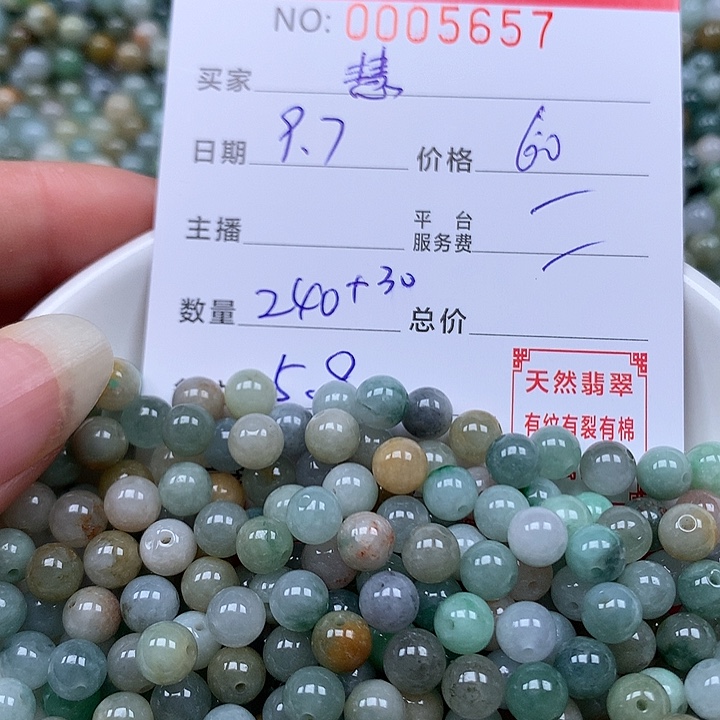 NO: 0005657
买家 慧
日期 9.7 价格 60
主播 平台服务费
数量 240+30 总价
5.8
天然翡翠
有纹有裂有棉